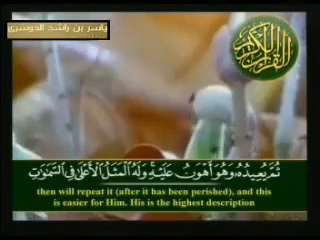 ياسر بن راشد الدوسري
القرآن الكريم
ثُمَّ يُعِيدُهُۥ وَهُوَ أَهْوَنُ عَلَيْهِ ۚ وَلَهُ ٱلْمَثَلُ ٱلْأَعْلَىٰ فِى ٱلسَّمَٰوَٰتِ
then will repeat it (after it has been perished), and this
is easier for Him. His is the highest description